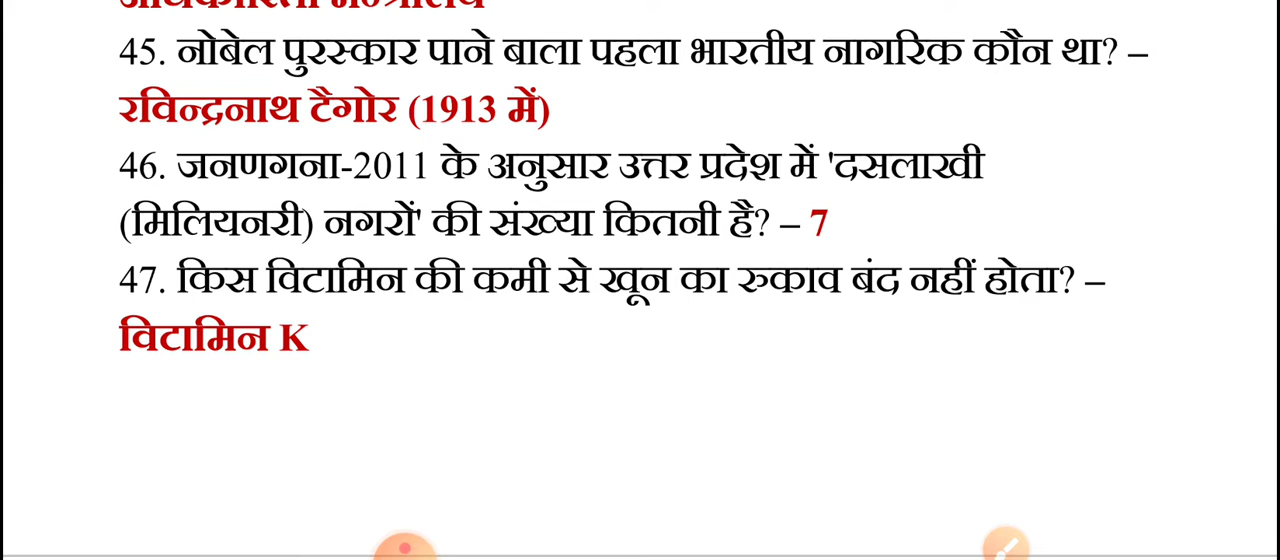 45. नोबेल पुरस्कार पाने बाला पहला भारतीय नागरिक कौन था? –
रविन्द्रनाथ टैगोर (1913 में)
46. जनणगना-2011 के अनुसार उत्तर प्रदेश में 'दसलाखी
(मिलियनरी) नगरों' की संख्या कितनी है? – 7
47. किस विटामिन की कमी से खून का रुकाव बंद नहीं होता? –
विटामिन K